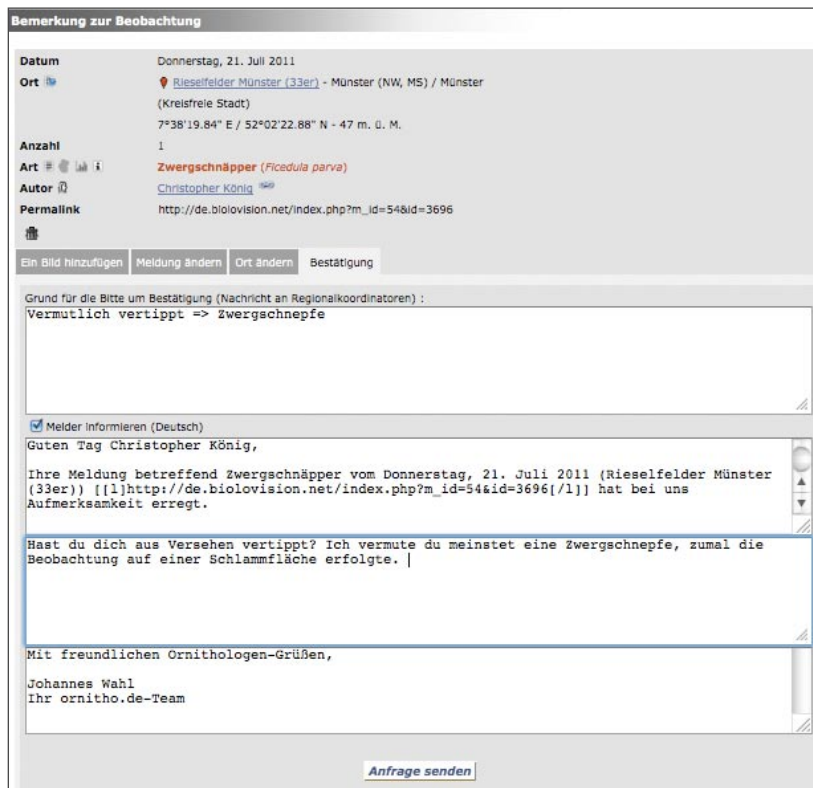 Bemerkung zur Beobachtung
Datum Donnerstag, 21. Juli 2011
Ort Rieselfelder Münster (33er) - Münster (NW, MS) / Münster
(Kreisfreie Stadt)
7°38'19.84" E / 52°02'22.88" N - 47 m. ü. M.
Anzahl 1
Art Zwergschnäpper (Ficedula parva)
Autor Christopher König
Permalink http://de.biolovision.net/index.php?m_id=54&id=3696
Ein Bild hinzufügen Meldung ändern Ort ändern Bestätigung
Grund für die Bitte um Bestätigung (Nachricht an Regionalkoordinatoren) :
Vermutlich vertippt => Zwergschnepfe
Melder informieren (Deutsch)
Guten Tag Christopher König,
Ihre Meldung betreffend Zwergschnäpper vom Donnerstag, 21. Juli 2011 (Rieselfelder Münster
(33er)) [[l]http://de.biolovision.net/index.php?m_id=54&id=3696[/l]] hat bei uns
Aufmerksamkeit erregt.
Hast du dich aus Versehen vertippt? Ich vermute du meinstet eine Zwergschnepfe, zumal die
Beobachtung auf einer Schlammfläche erfolgte.
Mit freundlichen Ornithologen-Grüßen,
Johannes Wahl
Ihr ornitho.de-Team
Anfrage senden